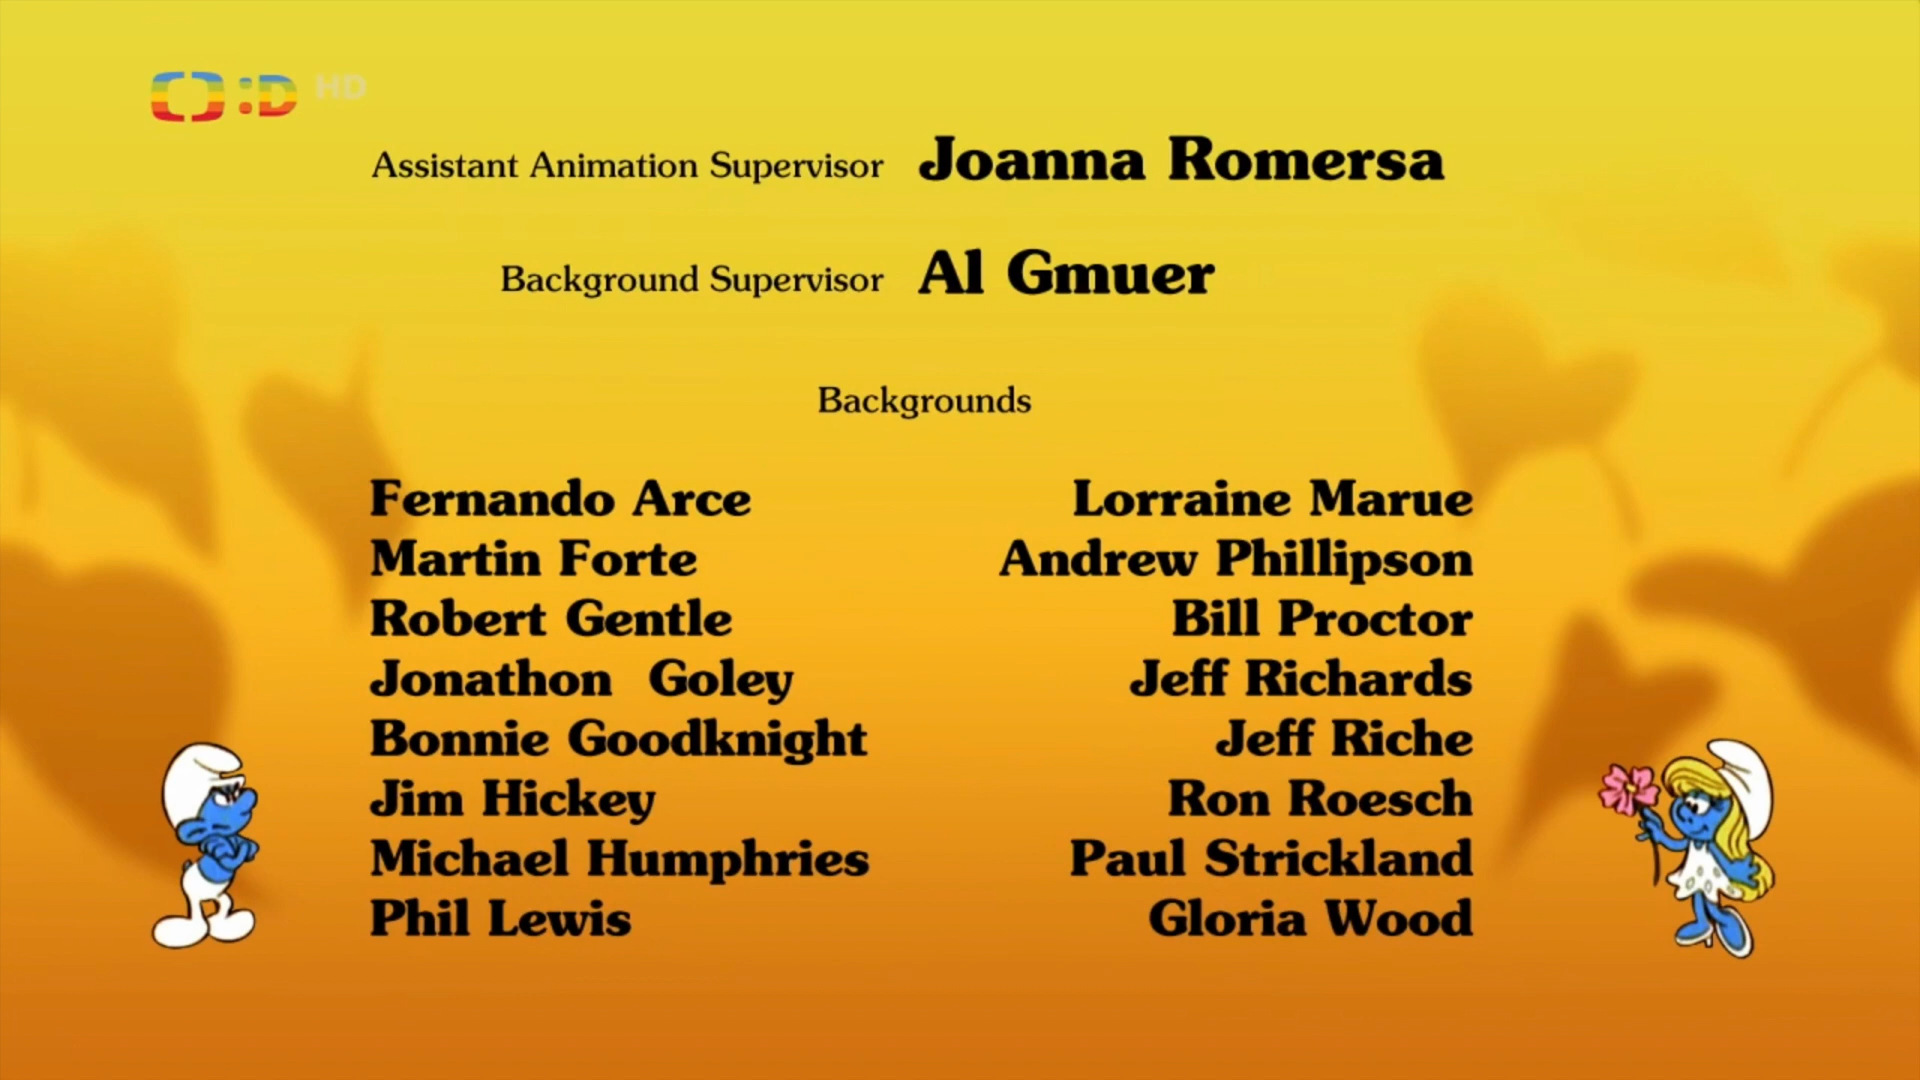 :D HD
Assistant Animation Supervisor Joanna Romersa
Background Supervisor Al Gmuer
Backgrounds
Fernando Arce Lorraine Marue
Martin Forte Andrew Phillipson
Robert Gentle Bill Proctor
Jonathon Goley Jeff Richards
Bonnie Goodknight Jeff Riche
Jim Hickey Ron Roesch
Michael Humphries Paul Strickland
Phil Lewis Gloria Wood